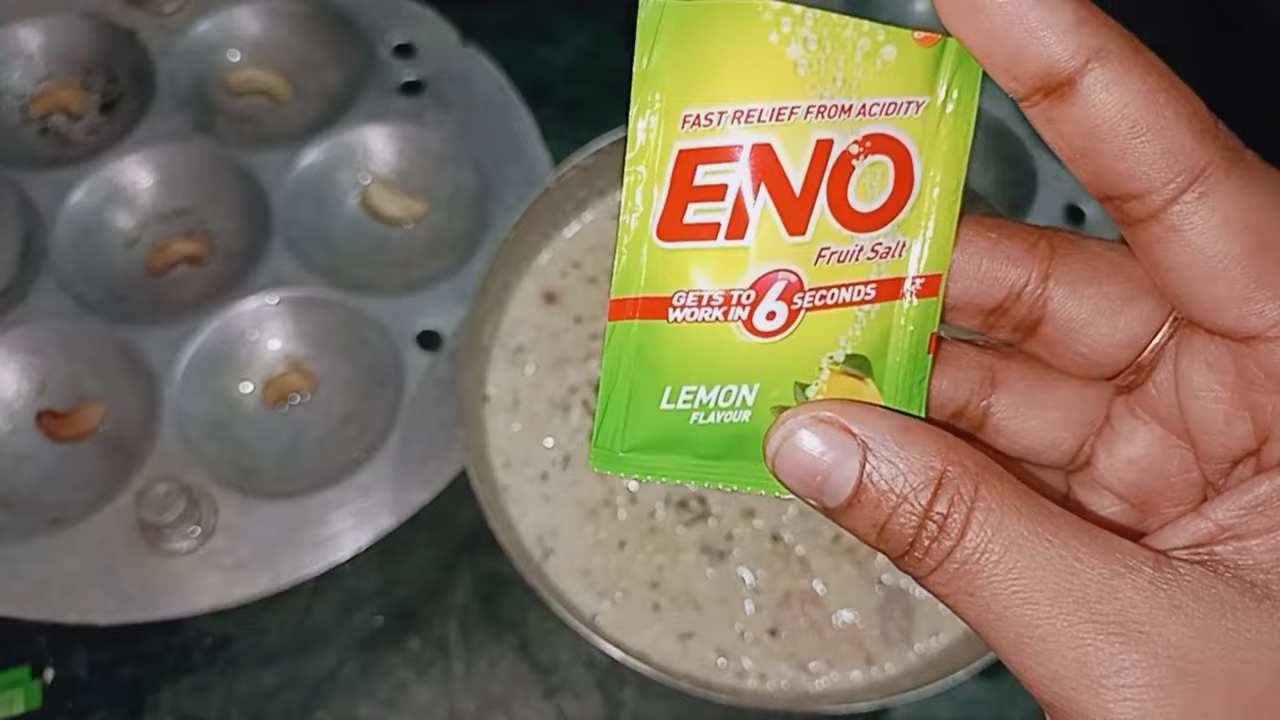 FAST RELIEF FROM ACIDITY
ENO
Fruit Salt
GETS TO
WORK IN 6 SECONDS
LEMON
FLAVOUR